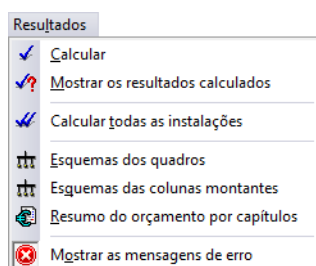 Resultados
Calcular
Mostrar os resultados calculados
Calcular todas as instalações
Esquemas dos quadros
Esquemas das colunas montantes
Resumo do orçamento por capítulos
Mostrar as mensagens de erro